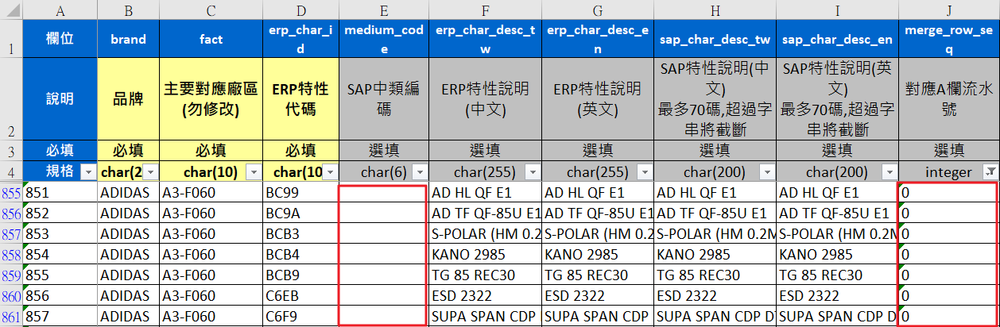 A B C D E F G H I J
1 欄位 brand fact erp_char_i medium_cod erp_char_desc_t erp_char_desc_e sap_char_desc_tw sap_char_desc_en merge_row_se
d e w n q
2 說明 品牌 主要對應廠區 ERP特性 SAP中類編 ERP特性說明 ERP特性說明 SAP特性說明(中 SAP特性說明(英 對應A欄流水
(勿修改) 代碼 碼 (中文) (英文) 文) 文) 號
最多70碼,超過字 最多70碼,超過字
串將截斷 串將截斷
3 必填 必填 必填 必填 選填 選填 選填 選填 選填 選填
4 規格 char(2 char(10) char(10 char(6) char(255) char(255) char(200) char(200) integer
855 851 ADIDAS A3-F060 BC99 AD HL QF E1 AD HL QF E1 AD HL QF E1 AD HL QF E1 0
856 852 ADIDAS A3-F060 BC9A AD TF QF-85U E1 AD TF QF-85U E1 AD TF QF-85U E1 AD TF QF-85U E1 0
857 853 ADIDAS A3-F060 BCB3 S-POLAR (HM 0.2 S-POLAR (HM 0.2 S-POLAR (HM 0.2M S-POLAR (HM 0.2M 0
858 854 ADIDAS A3-F060 BCB4 KANO 2985 KANO 2985 KANO 2985 KANO 2985 0
859 855 ADIDAS A3-F060 BCB9 TG 85 REC30 TG 85 REC30 TG 85 REC30 TG 85 REC30 0
860 856 ADIDAS A3-F060 C6EB ESD 2322 ESD 2322 ESD 2322 ESD 2322 0
861 857 ADIDAS A3-F060 C6F9 SUPA SPAN CDP SUPA SPAN CDP SUPA SPAN CDP D SUPA SPAN CDP D 0